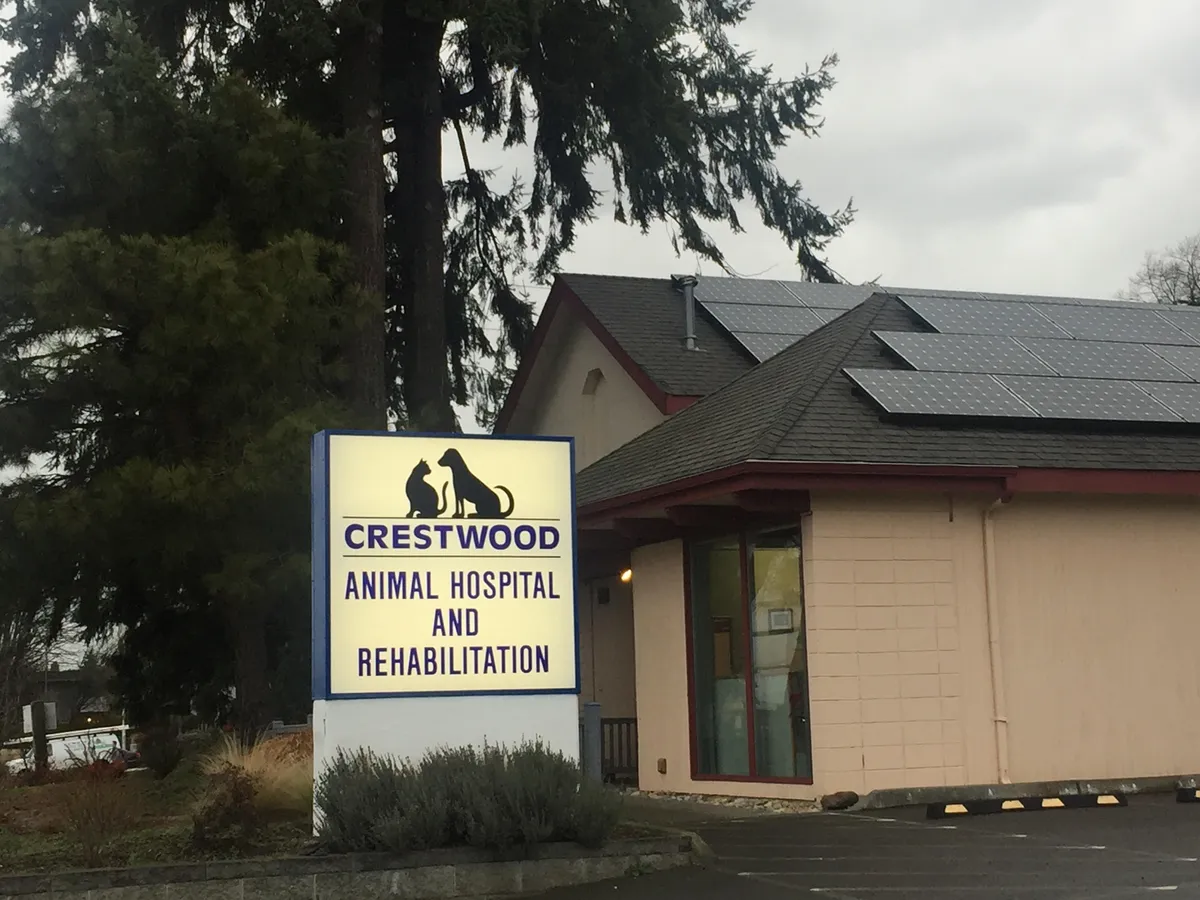 CRESTWOOD
ANIMAL HOSPITAL
AND
REHABILITATION